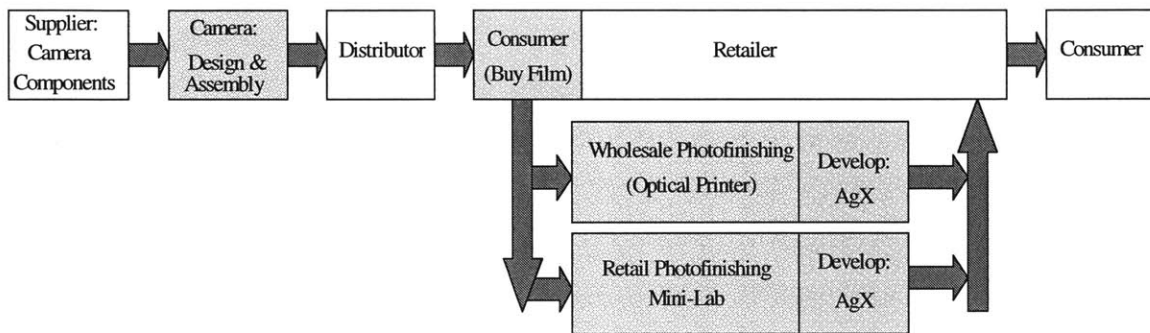 Supplier:
Camera
Components
Camera:
Design &
Assembly
Distributor
Consumer
(Buy Film)
Retailer
Consumer
Wholesale Photofinishing
(Optical Printer)
Develop:
AgX
Retail Photofinishing
Mini-Lab
Develop:
AgX